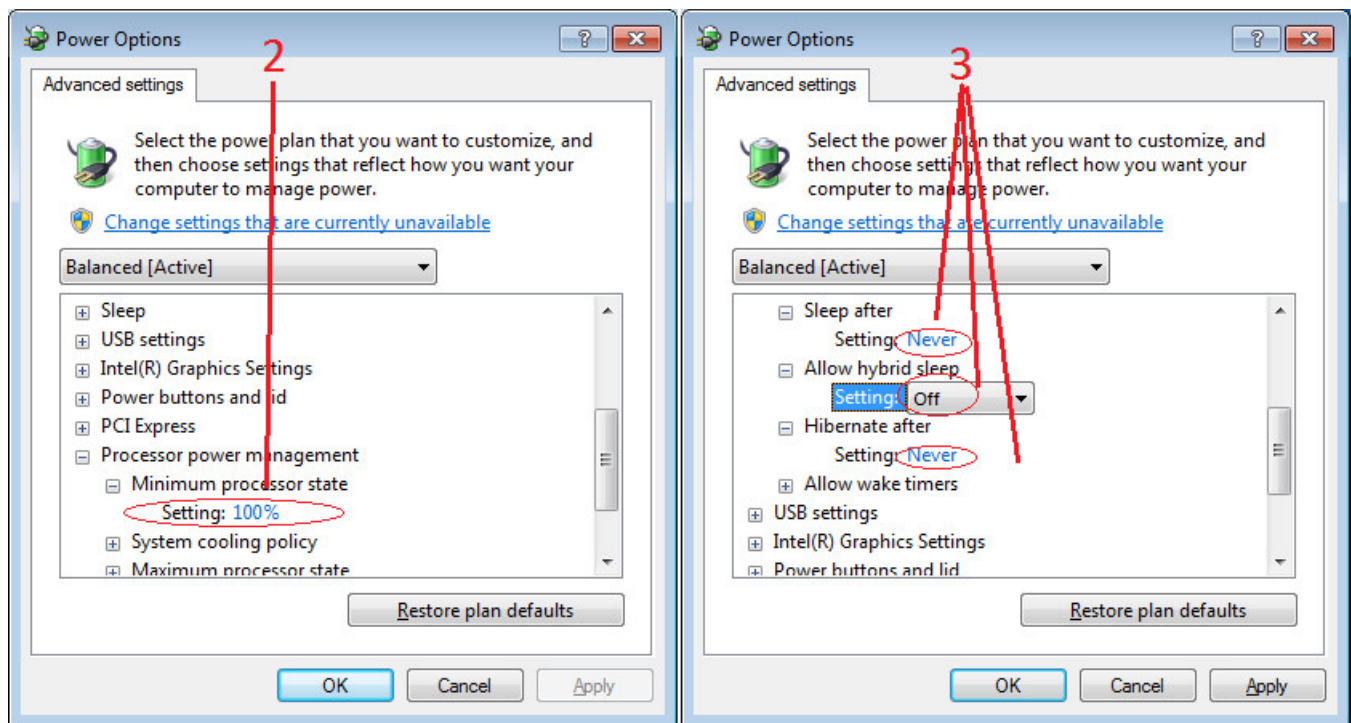 Power Options
2
Advanced settings
Select the power plan that you want to customize, and
then choose settings that reflect how you want your
computer to manage power.
Change settings that are currently unavailable
Balanced [Active]
Sleep
USB settings
Intel(R) Graphics Settings
Power buttons and lid
PCI Express
Processor power management
Minimum processor state
Setting: 100%
System cooling policy
Maximum processor state
Restore plan defaults
OK
Cancel
Apply
Power Options
3
Advanced settings
Select the power plan that you want to customize, and
then choose settings that reflect how you want your
computer to manage power.
Change settings that are currently unavailable
Balanced [Active]
Sleep after
Setting: Never
Allow hybrid sleep
Setting: Off
Hibernate after
Setting: Never
Allow wake timers
USB settings
Intel(R) Graphics Settings
Power buttons and lid
Restore plan defaults
OK
Cancel
Apply